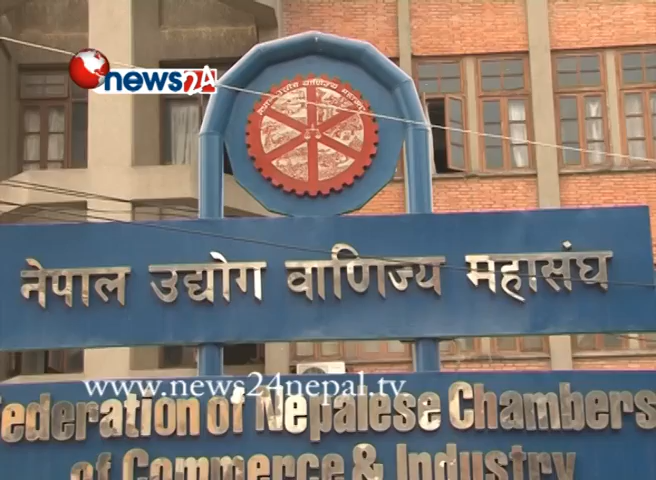 news24
नेपाल उद्योग वाणिज्य महासंघ
www.news24nepal.tv
Federation of Nepalese Chambers
of Commerce & Industry